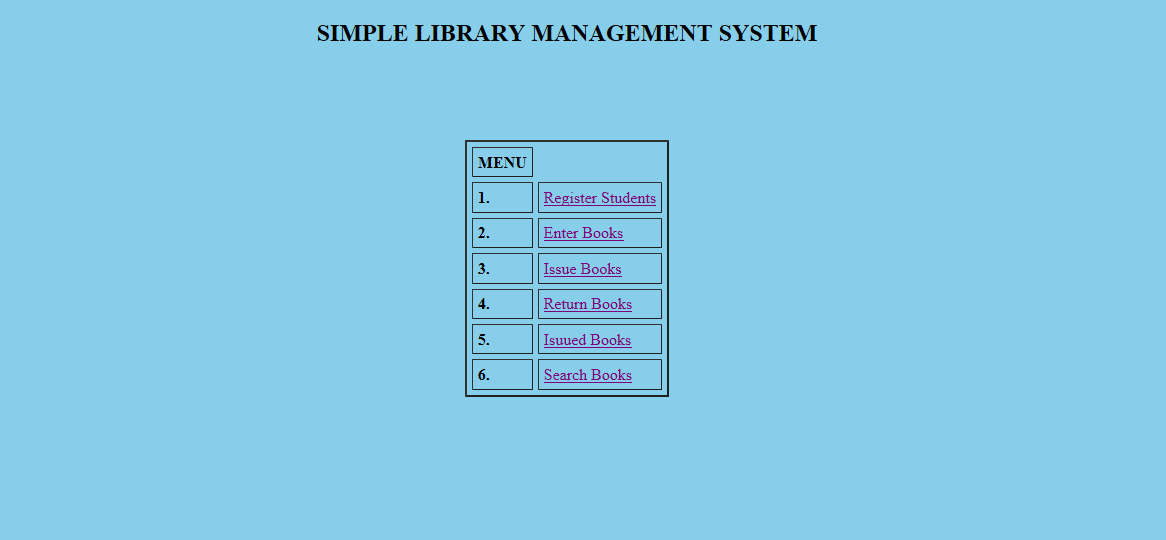 SIMPLE LIBRARY MANAGEMENT SYSTEM
MENU
1. Register Students
2. Enter Books
3. Issue Books
4. Return Books
5. Isuued Books
6. Search Books